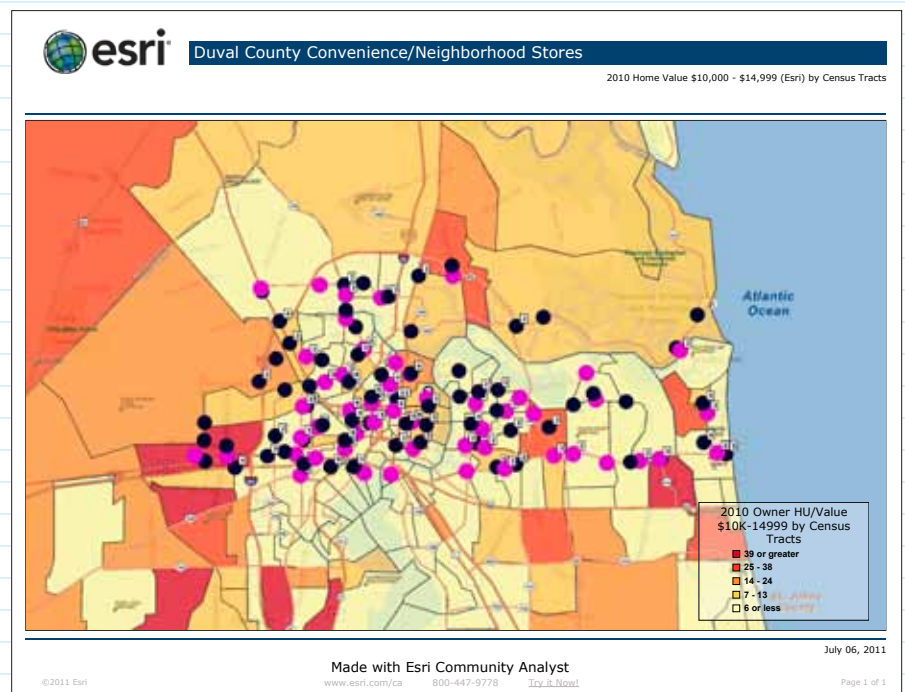 esri
Duval County Convenience/Neighborhood Stores
2010 Home Value $10,000 - $14,999 (Esri) by Census Tracts
Atlantic
Ocean
2010 Owner HU/Value
$10K-14999 by Census
Tracts
39 or greater
25 - 38
14 - 24
7 - 13
6 or less
July 06, 2011
Made with Esri Community Analyst
©2011 Esri
www.esri.com/ca 800-447-9778 Try it Now!
Page 1 of 1